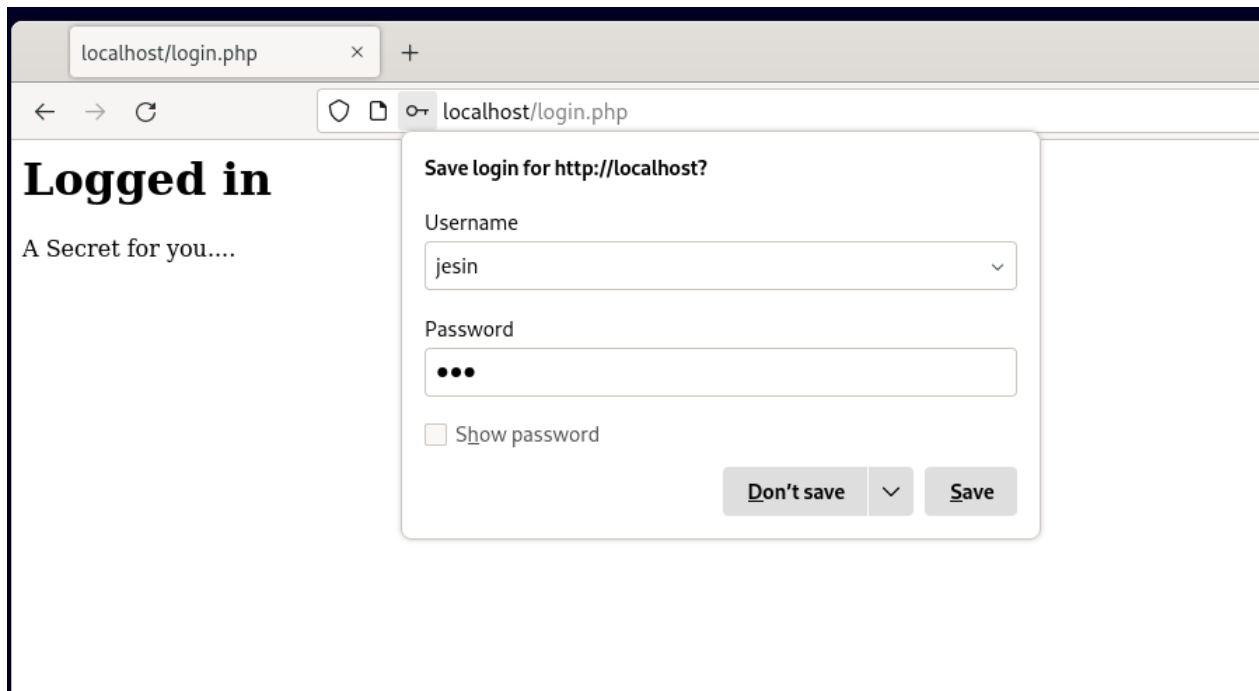 localhost/login.php
localhost/login.php
Logged in
A Secret for you....
Save login for http://localhost?
Username
jesin
Password
•••
Show password
Don't save
Save